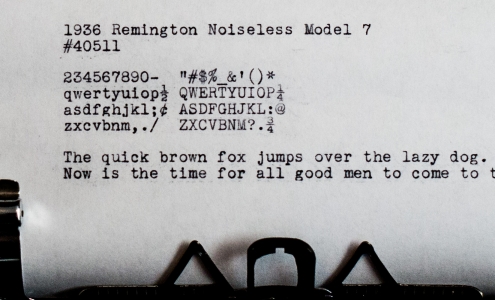 1936 Remington Noiseless Model 7
#40511
234567890-  "#$%_&'()*
qwertyuiop½ QWERTYUIOP¼
asdfghjkl;¢ ASDFGHJKL:@
zxcvbnm,./  ZXCVBNM?.¾
The quick brown fox jumps over the lazy dog.
Now is the time for all good men to come to